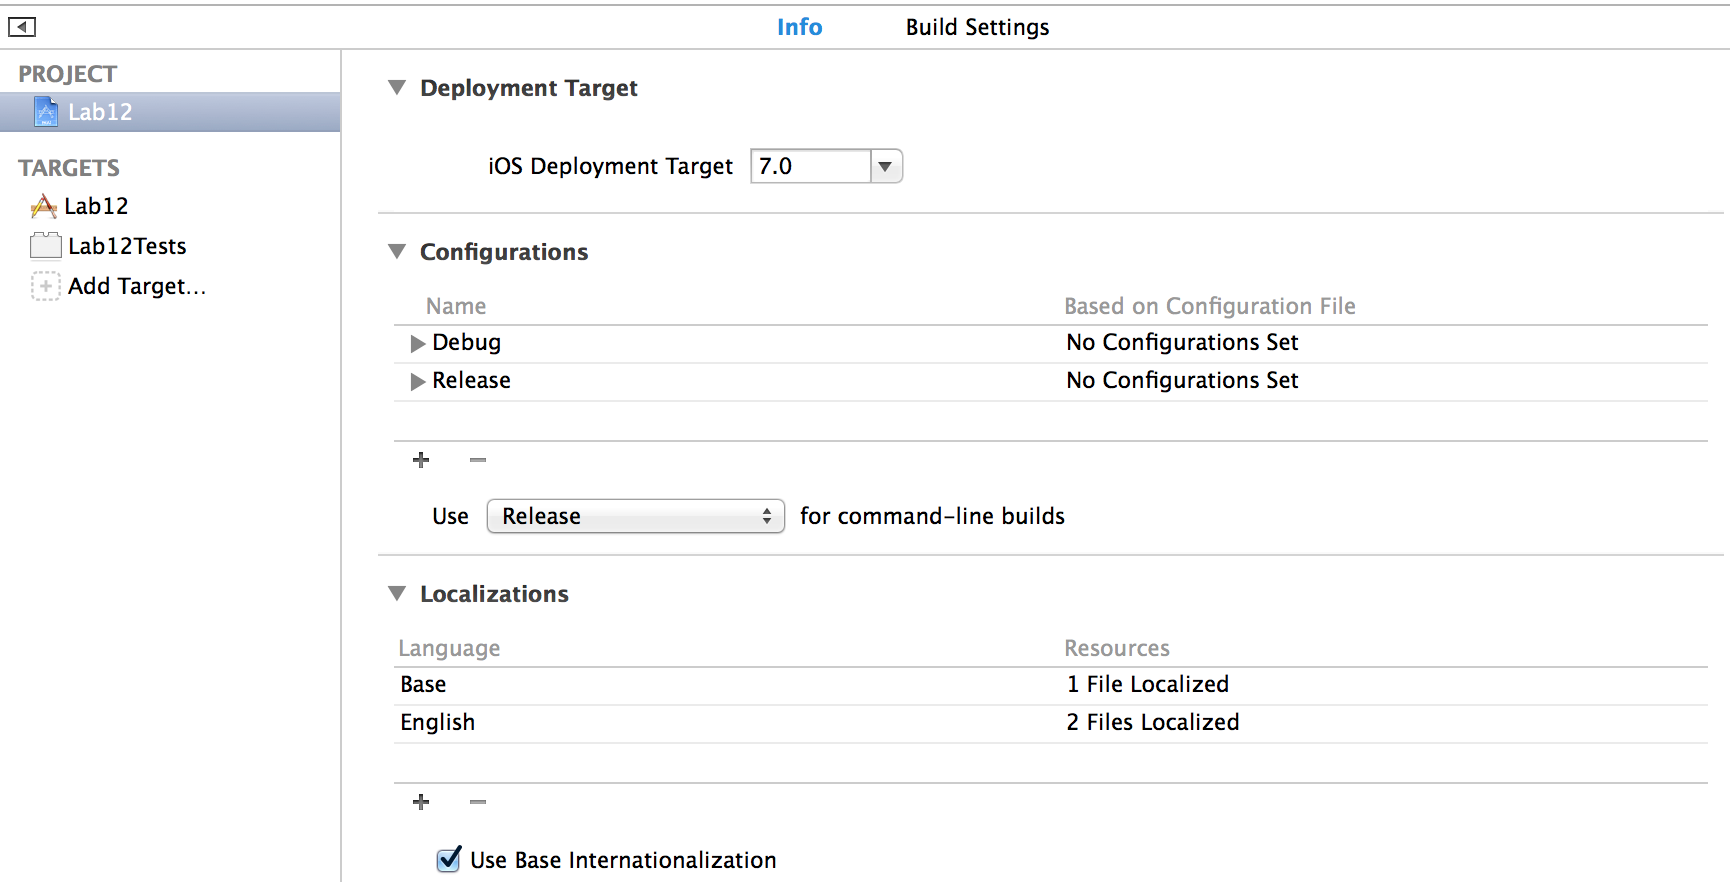 Info Build Settings
PROJECT
Lab12
TARGETS
Lab12
Lab12Tests
Add Target...
Deployment Target
iOS Deployment Target 7.0
Configurations
Name Based on Configuration File
Debug No Configurations Set
Release No Configurations Set
Use Release for command-line builds
Localizations
Language Resources
Base 1 File Localized
English 2 Files Localized
Use Base Internationalization